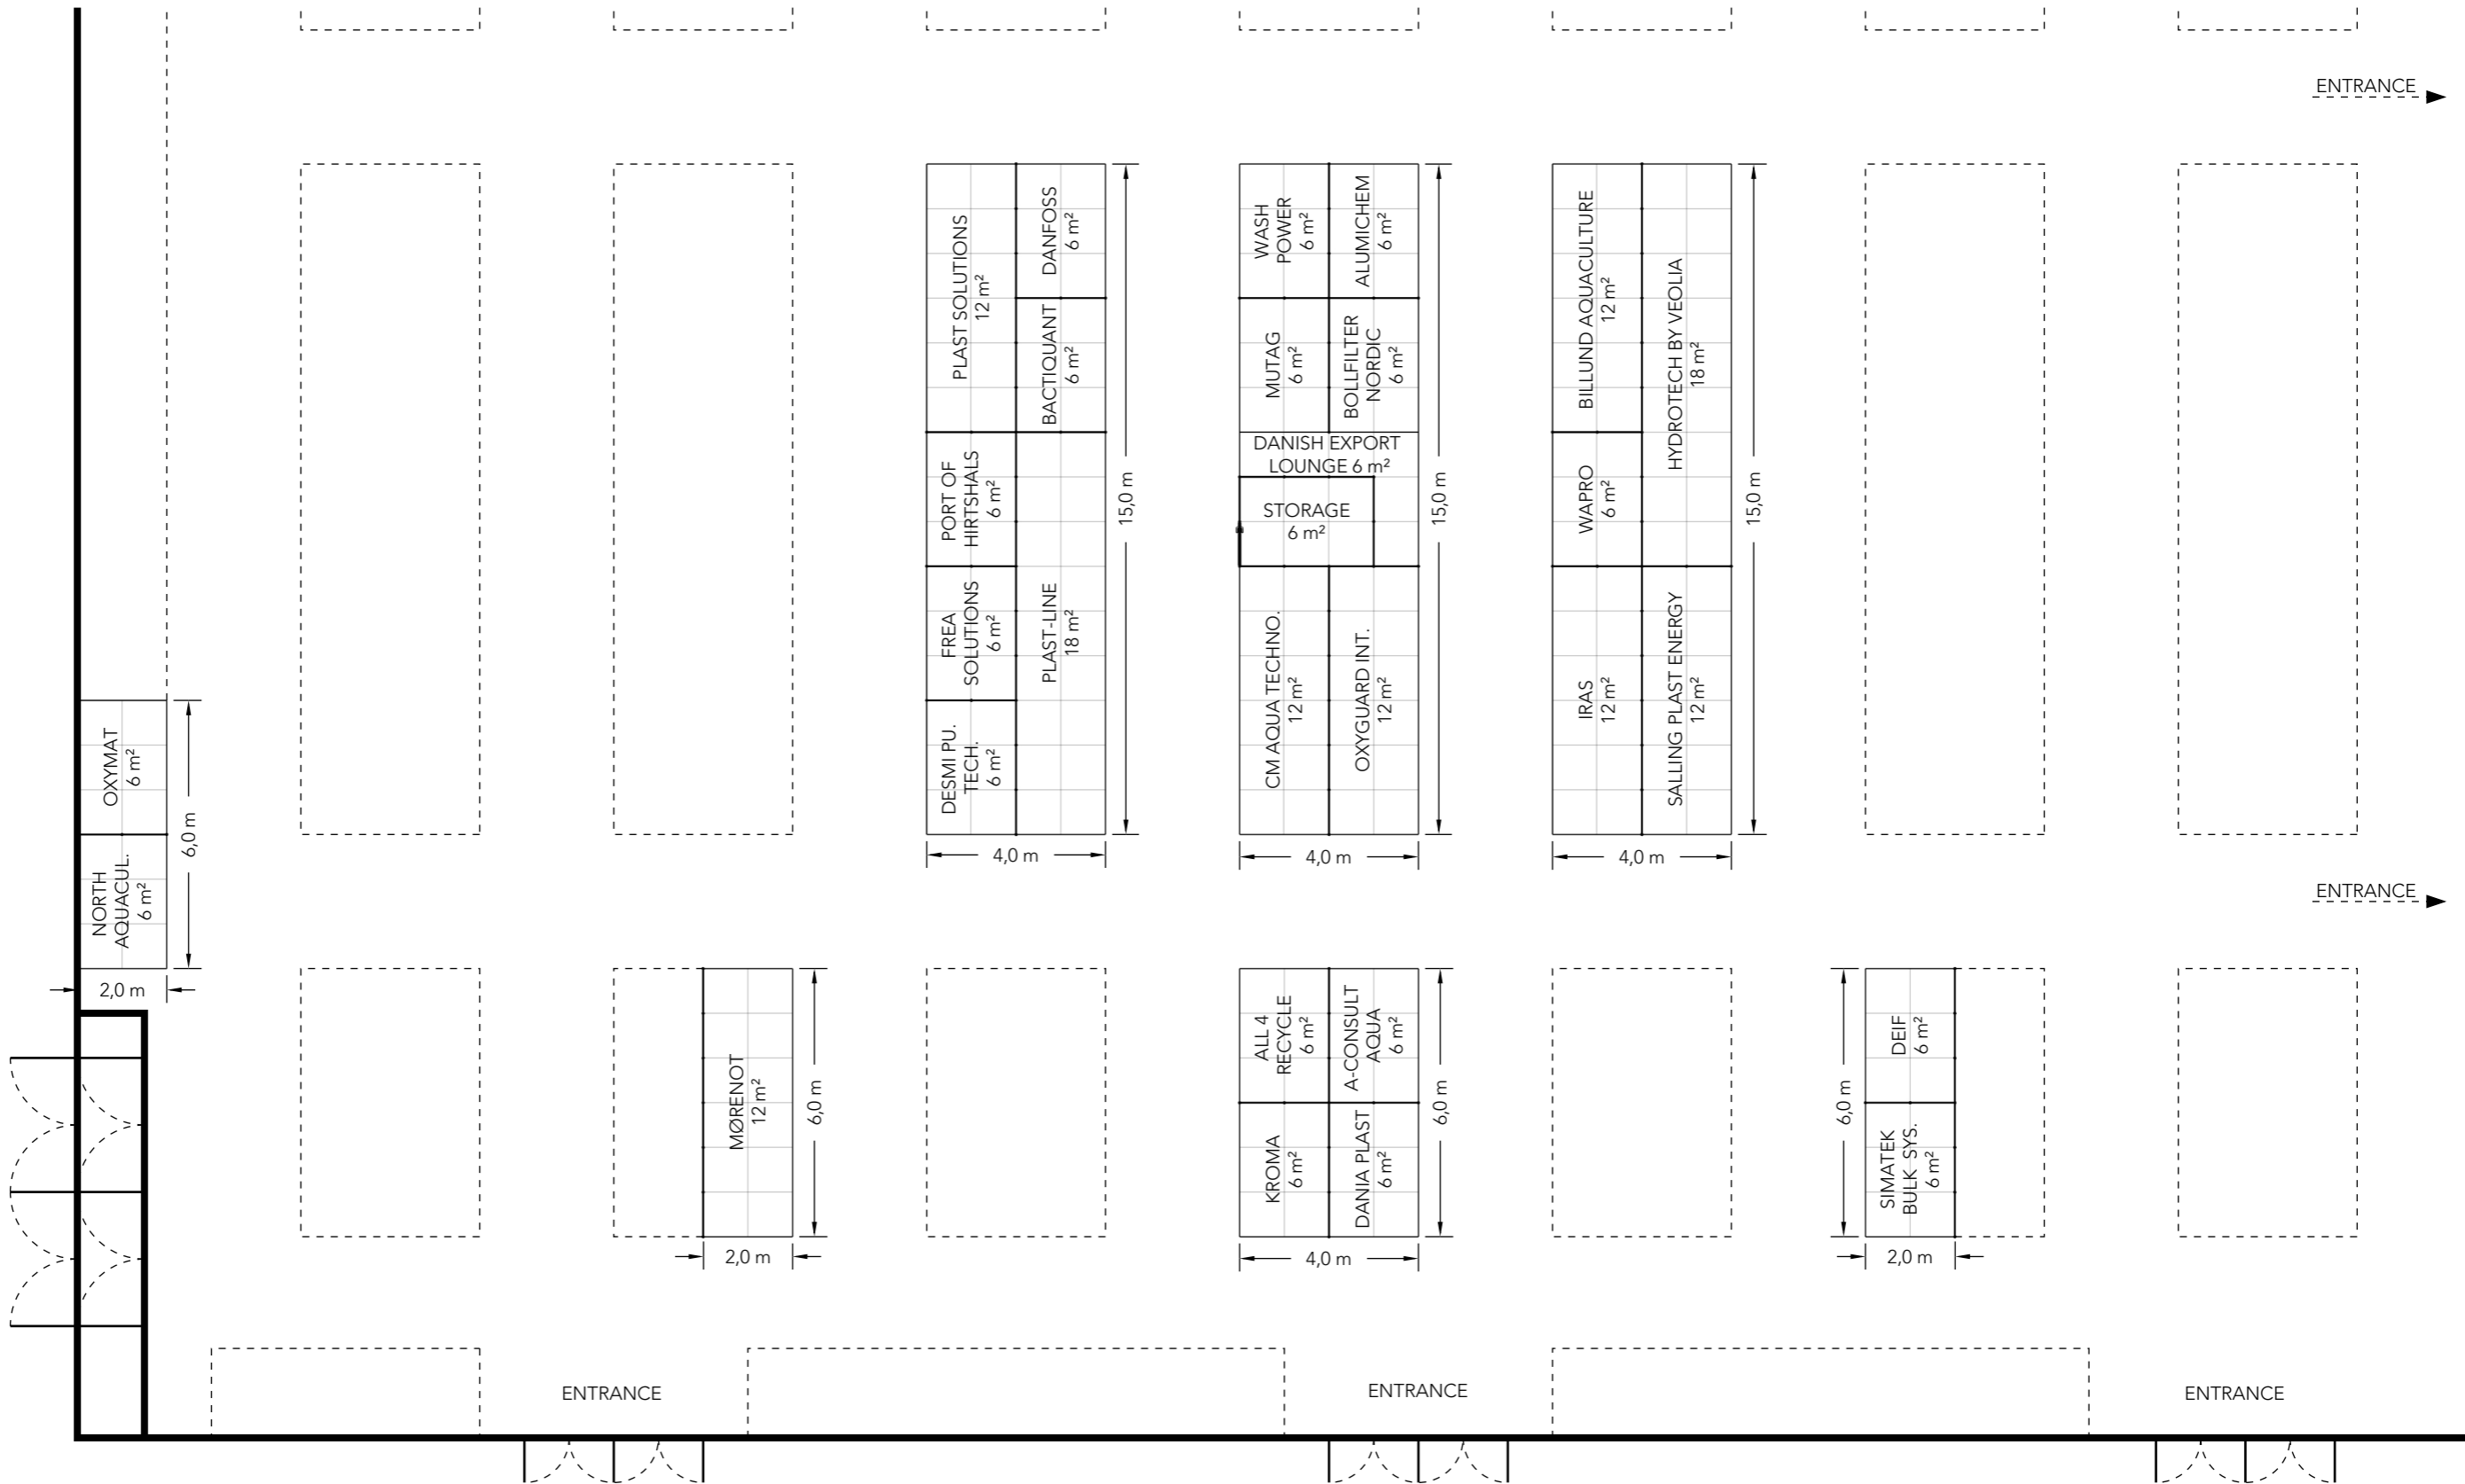 ENTRANCE
PLAST SOLUTIONS
12 m²
DANFOSS
6 m²
BACTIQUANT
6 m²
PORT OF
HIRTSHALS
6 m²
FREA
SOLUTIONS
6 m²
DESMI PU.
TECH.
6 m²
PLAST-LINE
18 m²
15,0 m
4,0 m
WASH
POWER
6 m²
ALUMICHEM
6 m²
MUTAG
6 m²
BOLLFILTER
NORDIC
6 m²
DANISH EXPORT
LOUNGE 6 m²
STORAGE
6 m²
CM AQUA TECHNO.
12 m²
OXYGUARD INT.
12 m²
15,0 m
4,0 m
BILLUND AQUACULTURE
12 m²
HYDROTECH BY VEOLIA
18 m²
WAPRO
6 m²
IRAS
12 m²
SALLING PLAST ENERGY
12 m²
15,0 m
4,0 m
OXYMAT
6 m²
NORTH
AQUACUL.
6 m²
6,0 m
2,0 m
ENTRANCE
MØRENOT
12 m²
6,0 m
2,0 m
ALL 4
RECYCLE
6 m²
A-CONSULT
AQUA
6 m²
KROMA
6 m²
DANIA PLAST
6 m²
6,0 m
4,0 m
6,0 m
DEIF
6 m²
SIMATEK
BULK SYS.
6 m²
2,0 m
ENTRANCE
ENTRANCE
ENTRANCE